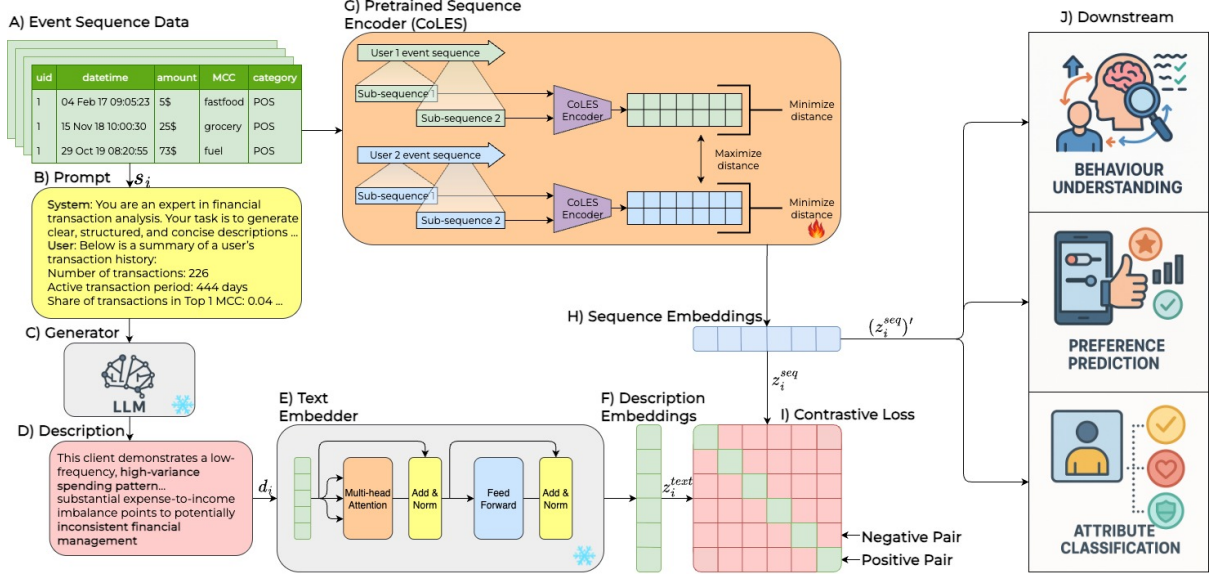 A) Event Sequence Data
uid datetime amount MCC category
1 04 Feb 17 09:05:23 5$ fastfood POS
1 15 Nov 18 10:00:30 25$ grocery POS
1 29 Oct 19 08:20:55 73$ fuel POS
B) Prompt
s_i
System: You are an expert in financial
transaction analysis. Your task is to generate
clear, structured, and concise descriptions ...
User: Below is a summary of a user's
transaction history:
Number of transactions: 226
Active transaction period: 444 days
Share of transactions in Top 1 MCC: 0.04 ...
C) Generator
LLM
LLM
D) Description
This client demonstrates a low-
frequency, high-variance
spending pattern...
substantial expense-to-income
imbalance points to potentially
inconsistent financial
management
d_i
E) Text
Embedder
Multi-head
Attention
Add &
Norm
Feed
Forward
Add &
Norm
F) Description
Embeddings
z_i^{text}
G) Pretrained Sequence
Encoder (CoLES)
User 1 event sequence
Sub-sequence 1
Sub-sequence 2
CoLES
Encoder
Minimize
distance
Maximize
distance
User 2 event sequence
Sub-sequence 1
Sub-sequence 2
CoLES
Encoder
Minimize
distance
H) Sequence Embeddings
(z_i^{seq})'
z_i^{seq}
I) Contrastive Loss
Negative Pair
Positive Pair
J) Downstream
BEHAVIOUR
UNDERSTANDING
PREFERENCE
PREDICTION
ATTRIBUTE
CLASSIFICATION